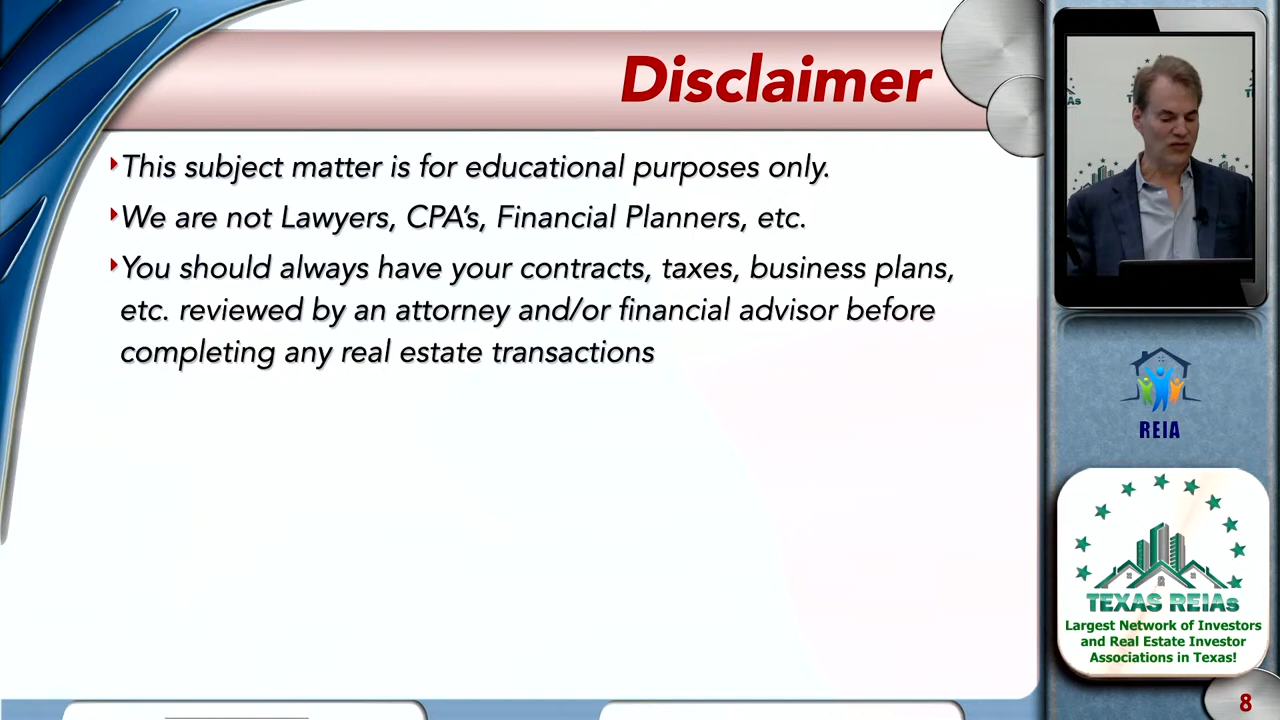 Disclaimer
This subject matter is for educational purposes only.
We are not Lawyers, CPA's, Financial Planners, etc.
You should always have your contracts, taxes, business plans,
etc. reviewed by an attorney and/or financial advisor before
completing any real estate transactions
As
REIA
TEXAS REIAs
Largest Network of Investors
and Real Estate Investor
Associations in Texas!
8